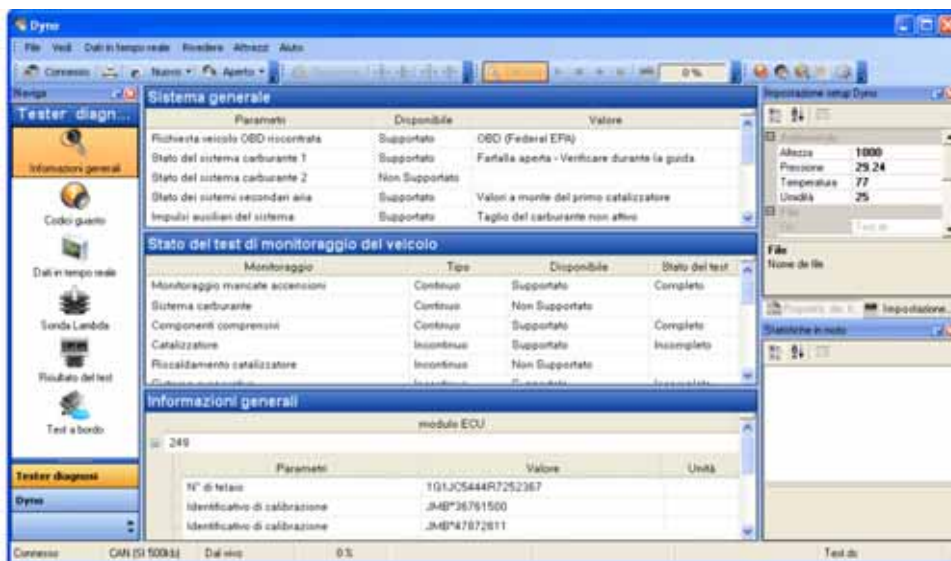 Dyno
File Vedi Dati in tempo reale Rivedere Attrezzi Aiuto
Connesso Nuovo Aperto 0 %
Naviga
Tester diagn...
Informazioni generali
Codici guasto
Dati in tempo reale
Sonda Lambda
Risultato del test
Test a bordo
Tester diagnosi
Dyno
Sistema generale
Parametri Disponibile Valore
Richiesta veicolo OBD riscontrata Supportato OBD (Federal EPA)
Stato del sistema carburante 1 Supportato Farfalla aperta - Verificare durante la guida
Stato del sistema carburante 2 Non Supportato
Stato dei sistemi secondari aria Supportato Valori a monte del primo catalizzatore
Impulsi ausiliari del sistema Supportato Taglio del carburante non attivo
Stato del test di monitoraggio del veicolo
Monitoraggio Tipo Disponibile Stato del test
Monitoraggio mancate accensioni Continuo Supportato Completo
Sistema carburante Continuo Non Supportato
Componenti comprensivi Continuo Supportato Completo
Catalizzatore Incontinuo Supportato Incompleto
Riscaldamento catalizzatore Incontinuo Non Supportato
Informazioni generali
modulo ECU
249
Parametri Valore Unità
N° di telaio 1G1JC5444R7252367
Identificativo di calibrazione JMB*36761500
Identificativo di calibrazione JMB*47872611
Impostazione setup Dyno
Altezza 1000
Pressione 29.24
Temperatura 77
Umidità 25
File
Nome de file
Impostazione...
Statistiche in moto
Connesso CAN (SI 500kb) Dal vivo 0 % Test ds